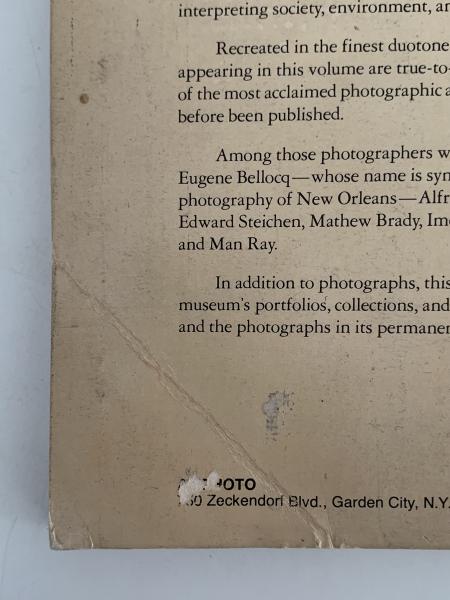 interpreting society, environment, an
Recreated in the finest duotone
appearing in this volume are true-to-
of the most acclaimed photographic a
before been published.
Among those photographers w
Eugene Bellocq—whose name is syn
photography of New Orleans—Alfr
Edward Steichen, Mathew Brady, Imo
and Man Ray.
In addition to photographs, this
museum's portfolios, collections, and
and the photographs in its permanen
Zeckendorf Blvd., Garden City, N.Y.